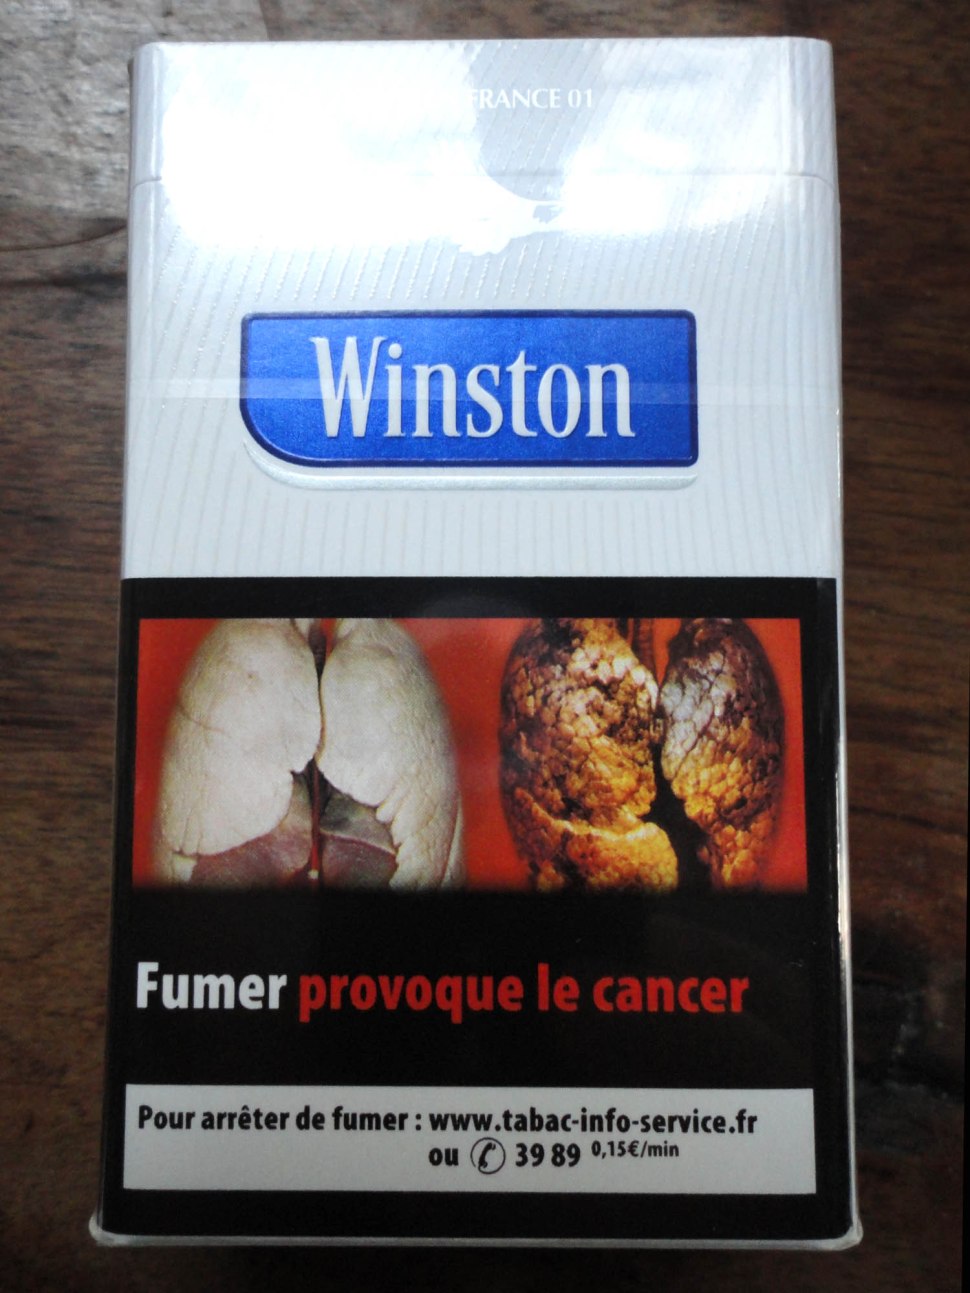 FRANCE 01
Winston
Fumer provoque le cancer
Pour arrêter de fumer : www.tabac-info-service.fr
ou 39 89 0,15€/min